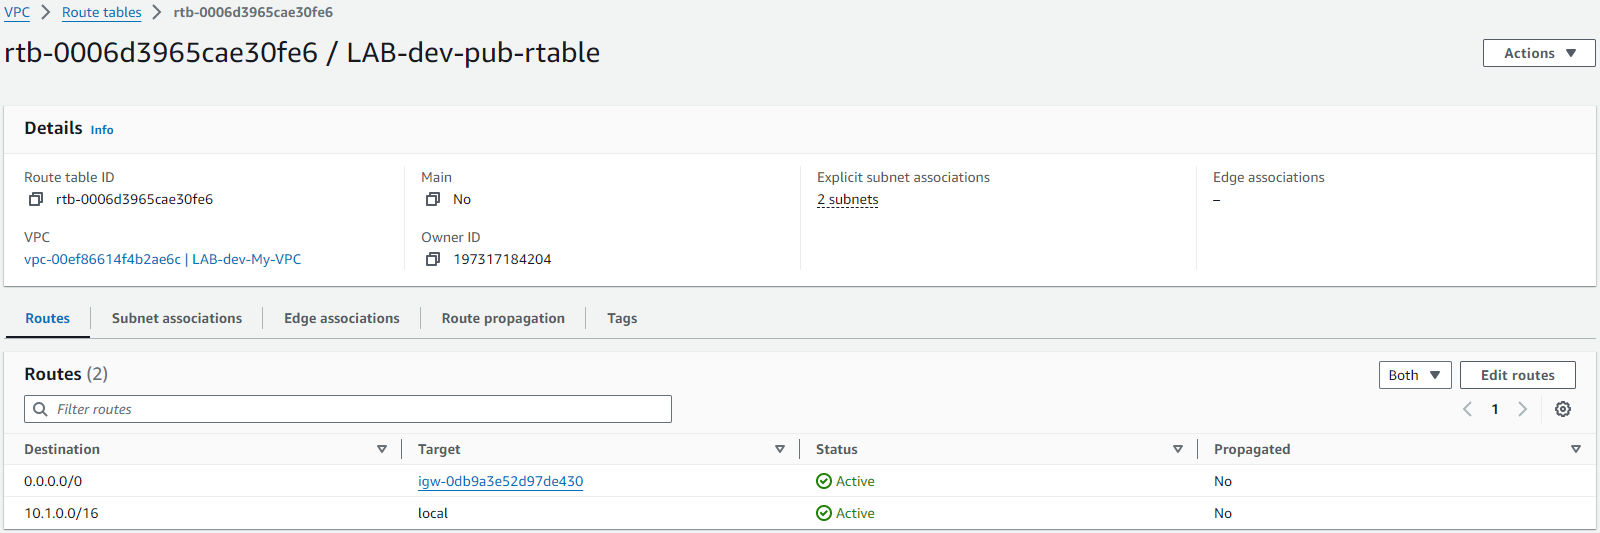 VPC > Route tables > rtb-0006d3965cae30fe6
rtb-0006d3965cae30fe6 / LAB-dev-pub-rtable
Actions
Details Info
Route table ID
rtb-0006d3965cae30fe6
Main
No
Explicit subnet associations
2 subnets
Edge associations
–
VPC
vpc-00ef86614f4b2ae6c | LAB-dev-My-VPC
Owner ID
197317184204
Routes Subnet associations Edge associations Route propagation Tags
Routes (2)
Both Edit routes
Filter routes
1
Destination Target Status Propagated
0.0.0.0/0 igw-0db9a3e52d97de430 Active No
10.1.0.0/16 local Active No